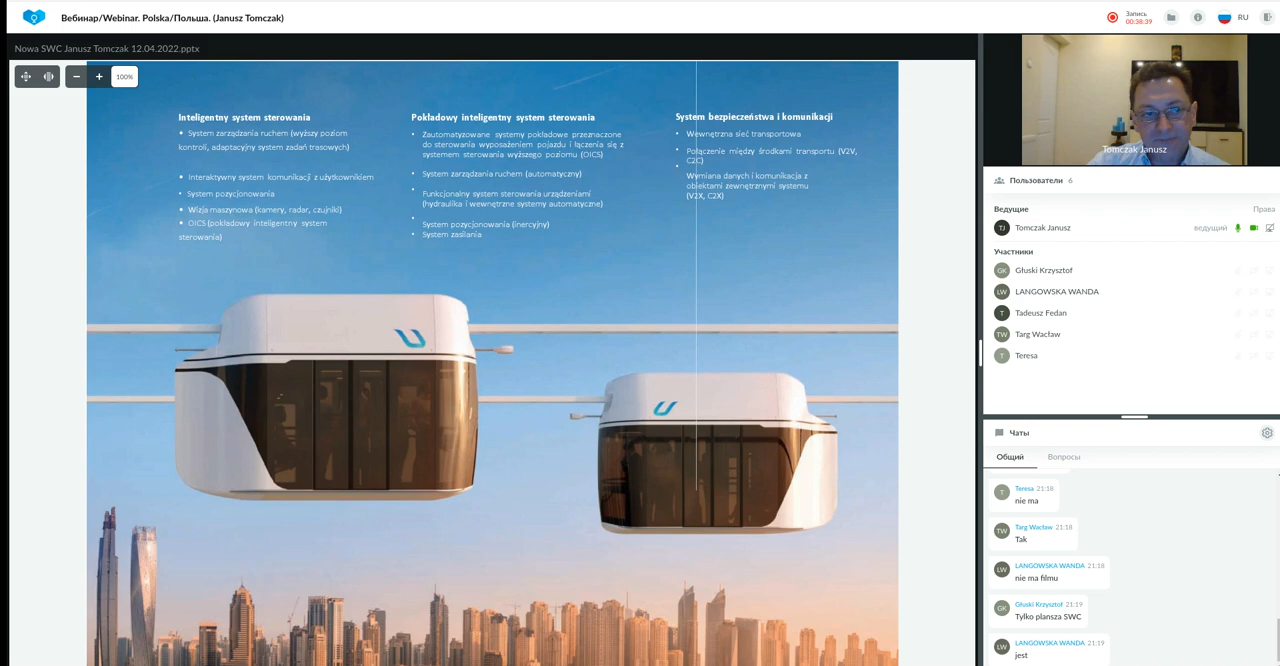 Вебинар/Webinar. Polska/Польша. (Janusz Tomczak)
Запись
00:38:39
RU
Nowa SWC Janusz Tomczak 12.04.2022.pptx
100%
Inteligentny system sterowania
• System zarządzania ruchem (wyższy poziom
kontroli, adaptacyjny system zadań trasowych)
• Interaktywny system komunikacji z użytkownikiem
• System pozycjonowania
• Wizja maszynowa (kamery, radar, czujniki)
• OICS (pokładowy inteligentny system
sterowania)
Pokładowy inteligentny system sterowania
• Zautomatyzowane systemy pokładowe przeznaczone
do sterowania wyposażeniem pojazdu i łączenia się z
systemem sterowania wyższego poziomu (OICS)
• System zarządzania ruchem (automatyczny)
• Funkcjonalny system sterowania urządzeniami
(hydraulika i wewnętrzne systemy automatyczne)
•
System pozycjonowania (inercyjny)
• System zasilania
System bezpieczeństwa i komunikacji
• Wewnętrzna sieć transportowa
• Połączenie między środkami transportu (V2V,
C2C)
•
Wymiana danych i komunikacja z
obiektami zewnętrznymi systemu
(V2X, C2X)
Tomczak Janusz
Пользователи 6
Ведущие Права
TJ Tomczak Janusz ведущий
Участники
GK Głuski Krzysztof
LW LANGOWSKA WANDA
T Tadeusz Fedan
TW Targ Wacław
T Teresa
Чаты
Общий Вопросы
T Teresa 21:18
nie ma
TW Targ Wacław 21:18
Tak
LW LANGOWSKA WANDA 21:18
nie ma filmu
GK Głuski Krzysztof 21:19
Tylko plansza SWC
LW LANGOWSKA WANDA 21:19
jest